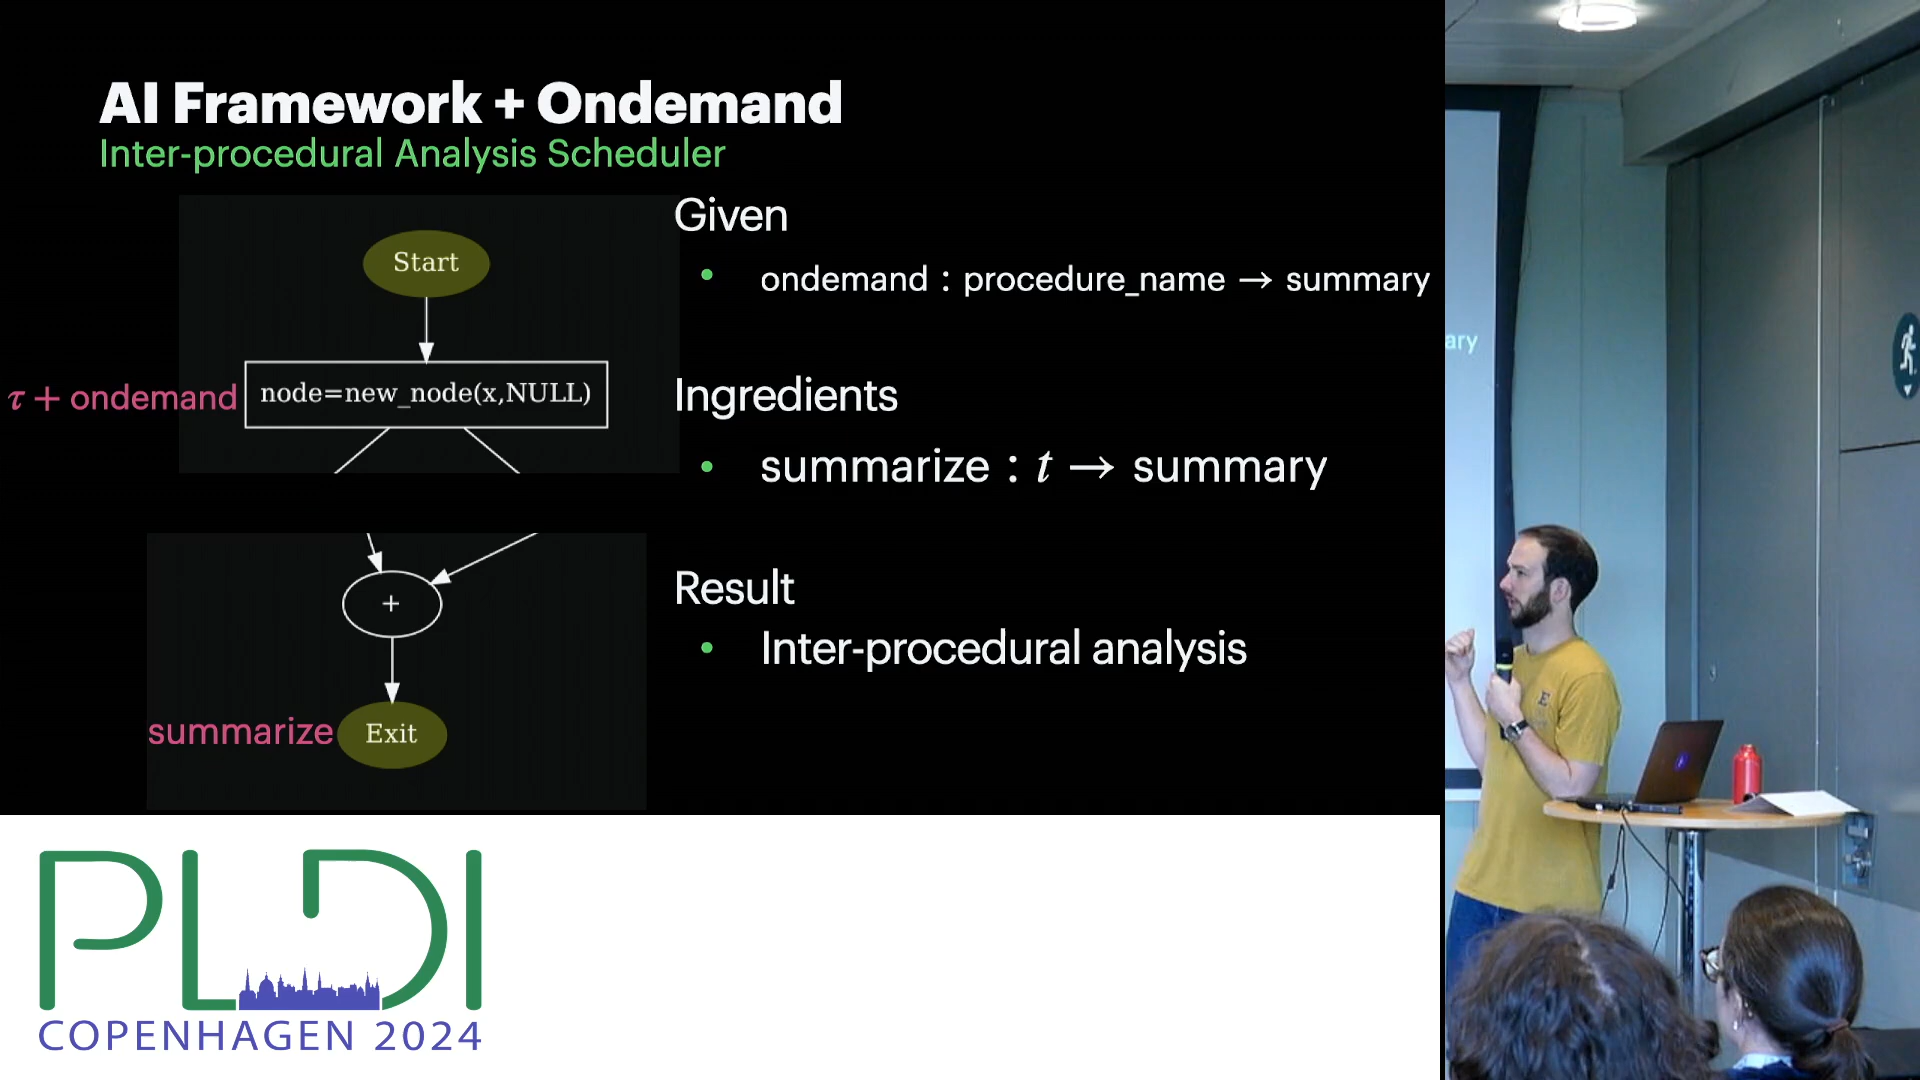 AI Framework + Ondemand
Inter-procedural Analysis Scheduler
Start
τ + ondemand
node=new_node(x,NULL)
+
summarize
Exit
Given
• ondemand : procedure_name → summary
Ingredients
• summarize : t → summary
Result
• Inter-procedural analysis
ary
PLDI
COPENHAGEN 2024